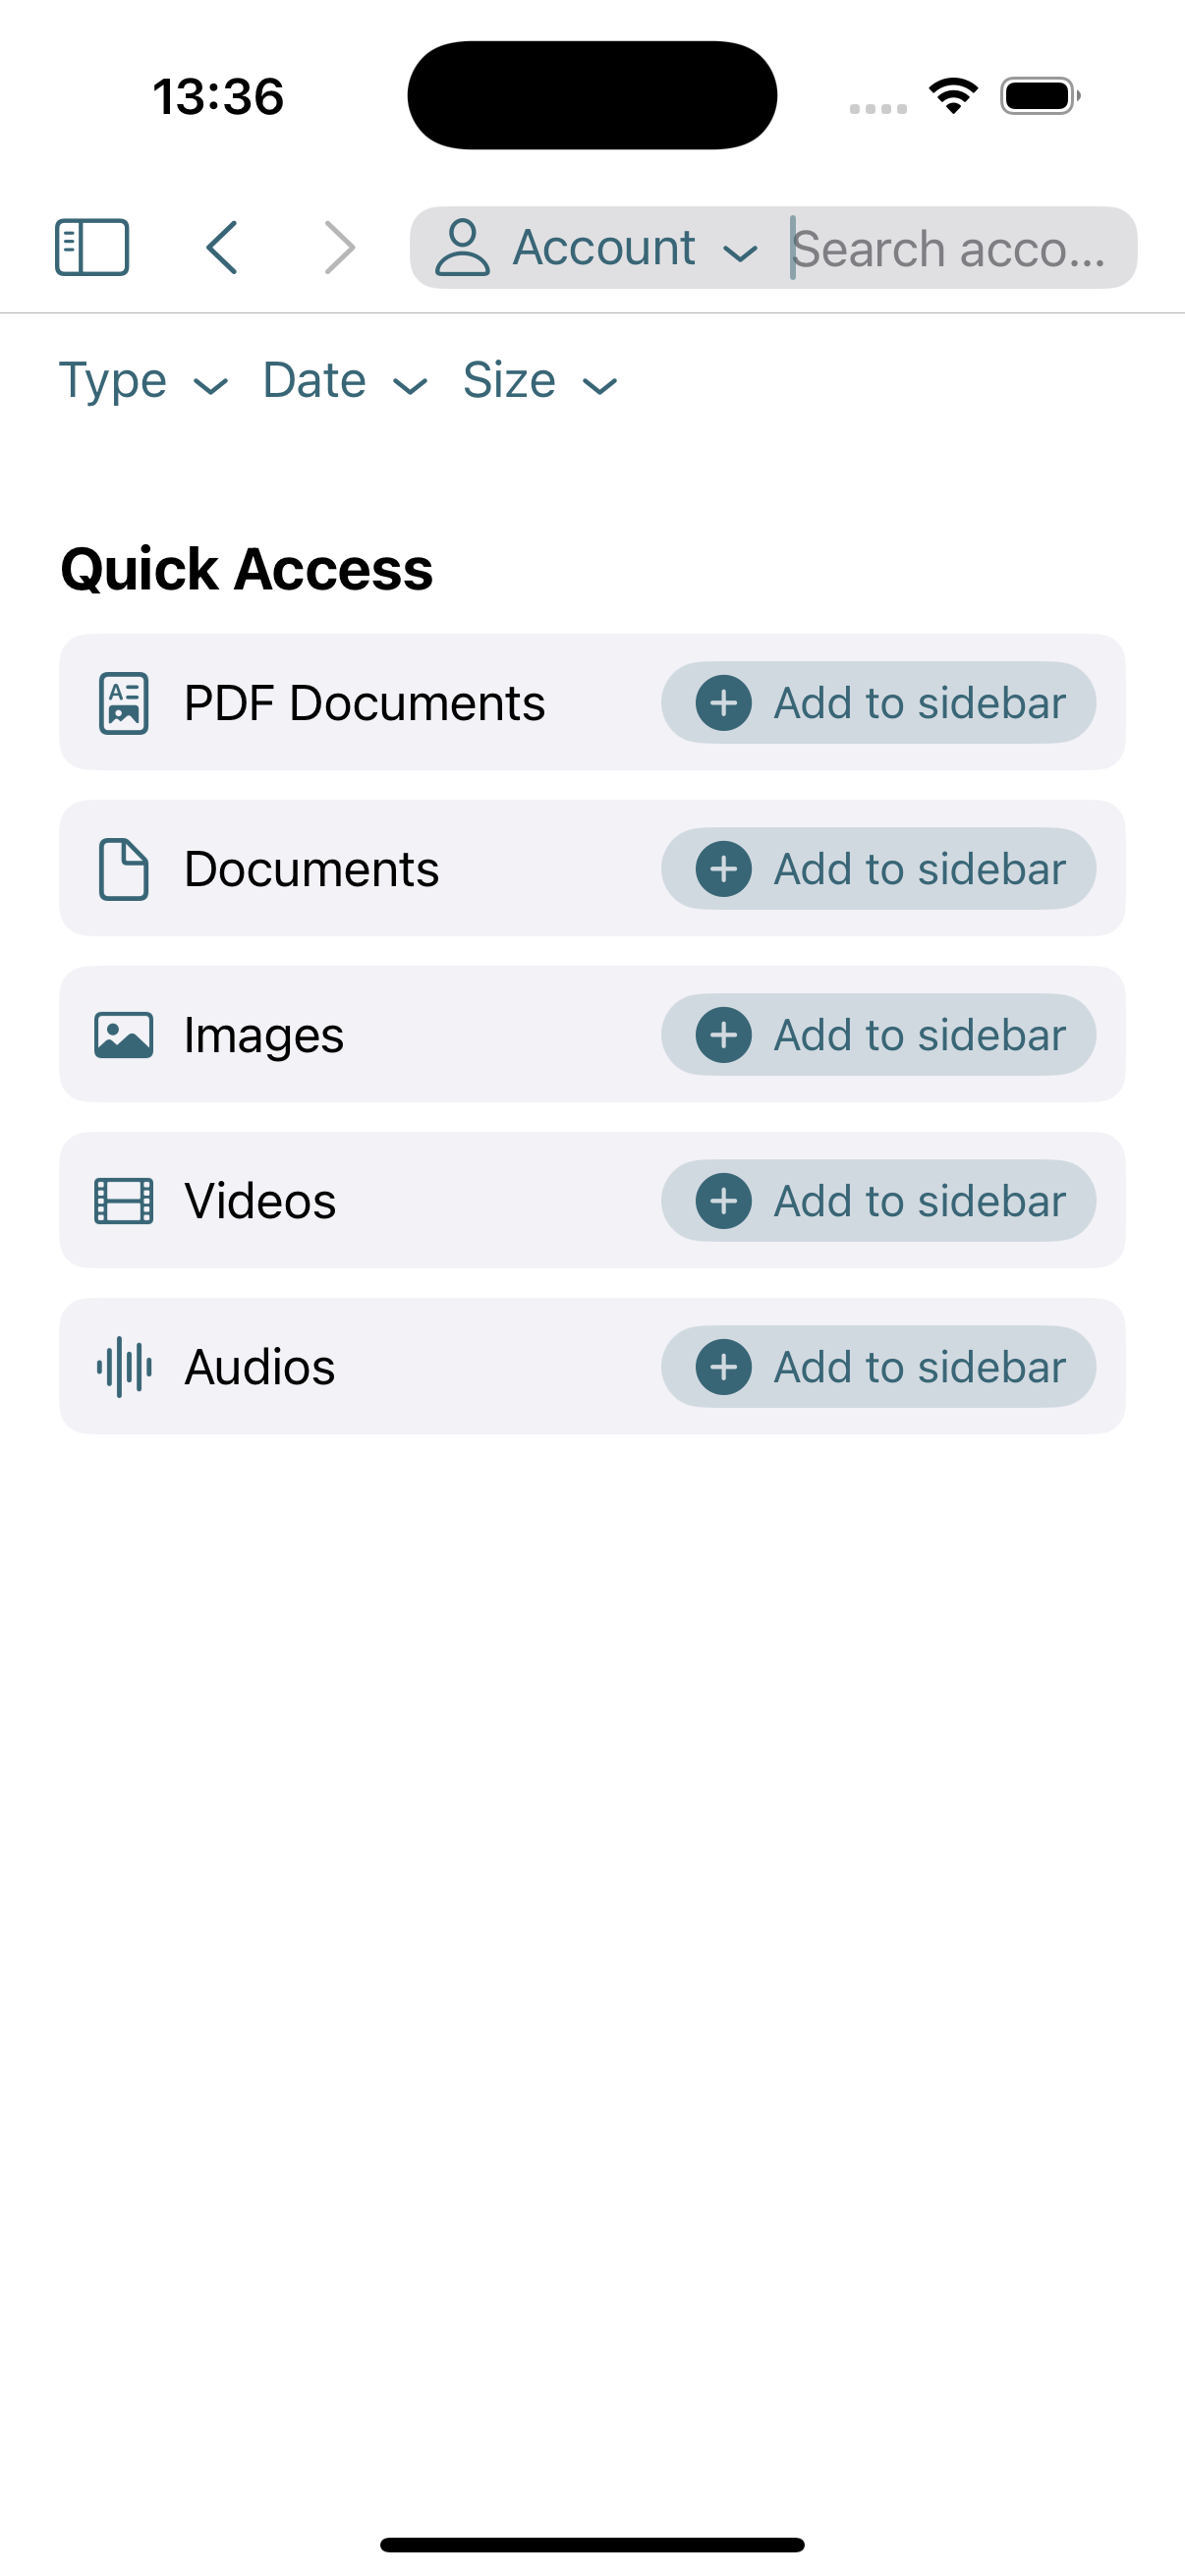 13:36
Account Search acco...
Type Date Size
Quick Access
PDF Documents Add to sidebar
Documents Add to sidebar
Images Add to sidebar
Videos Add to sidebar
Audios Add to sidebar